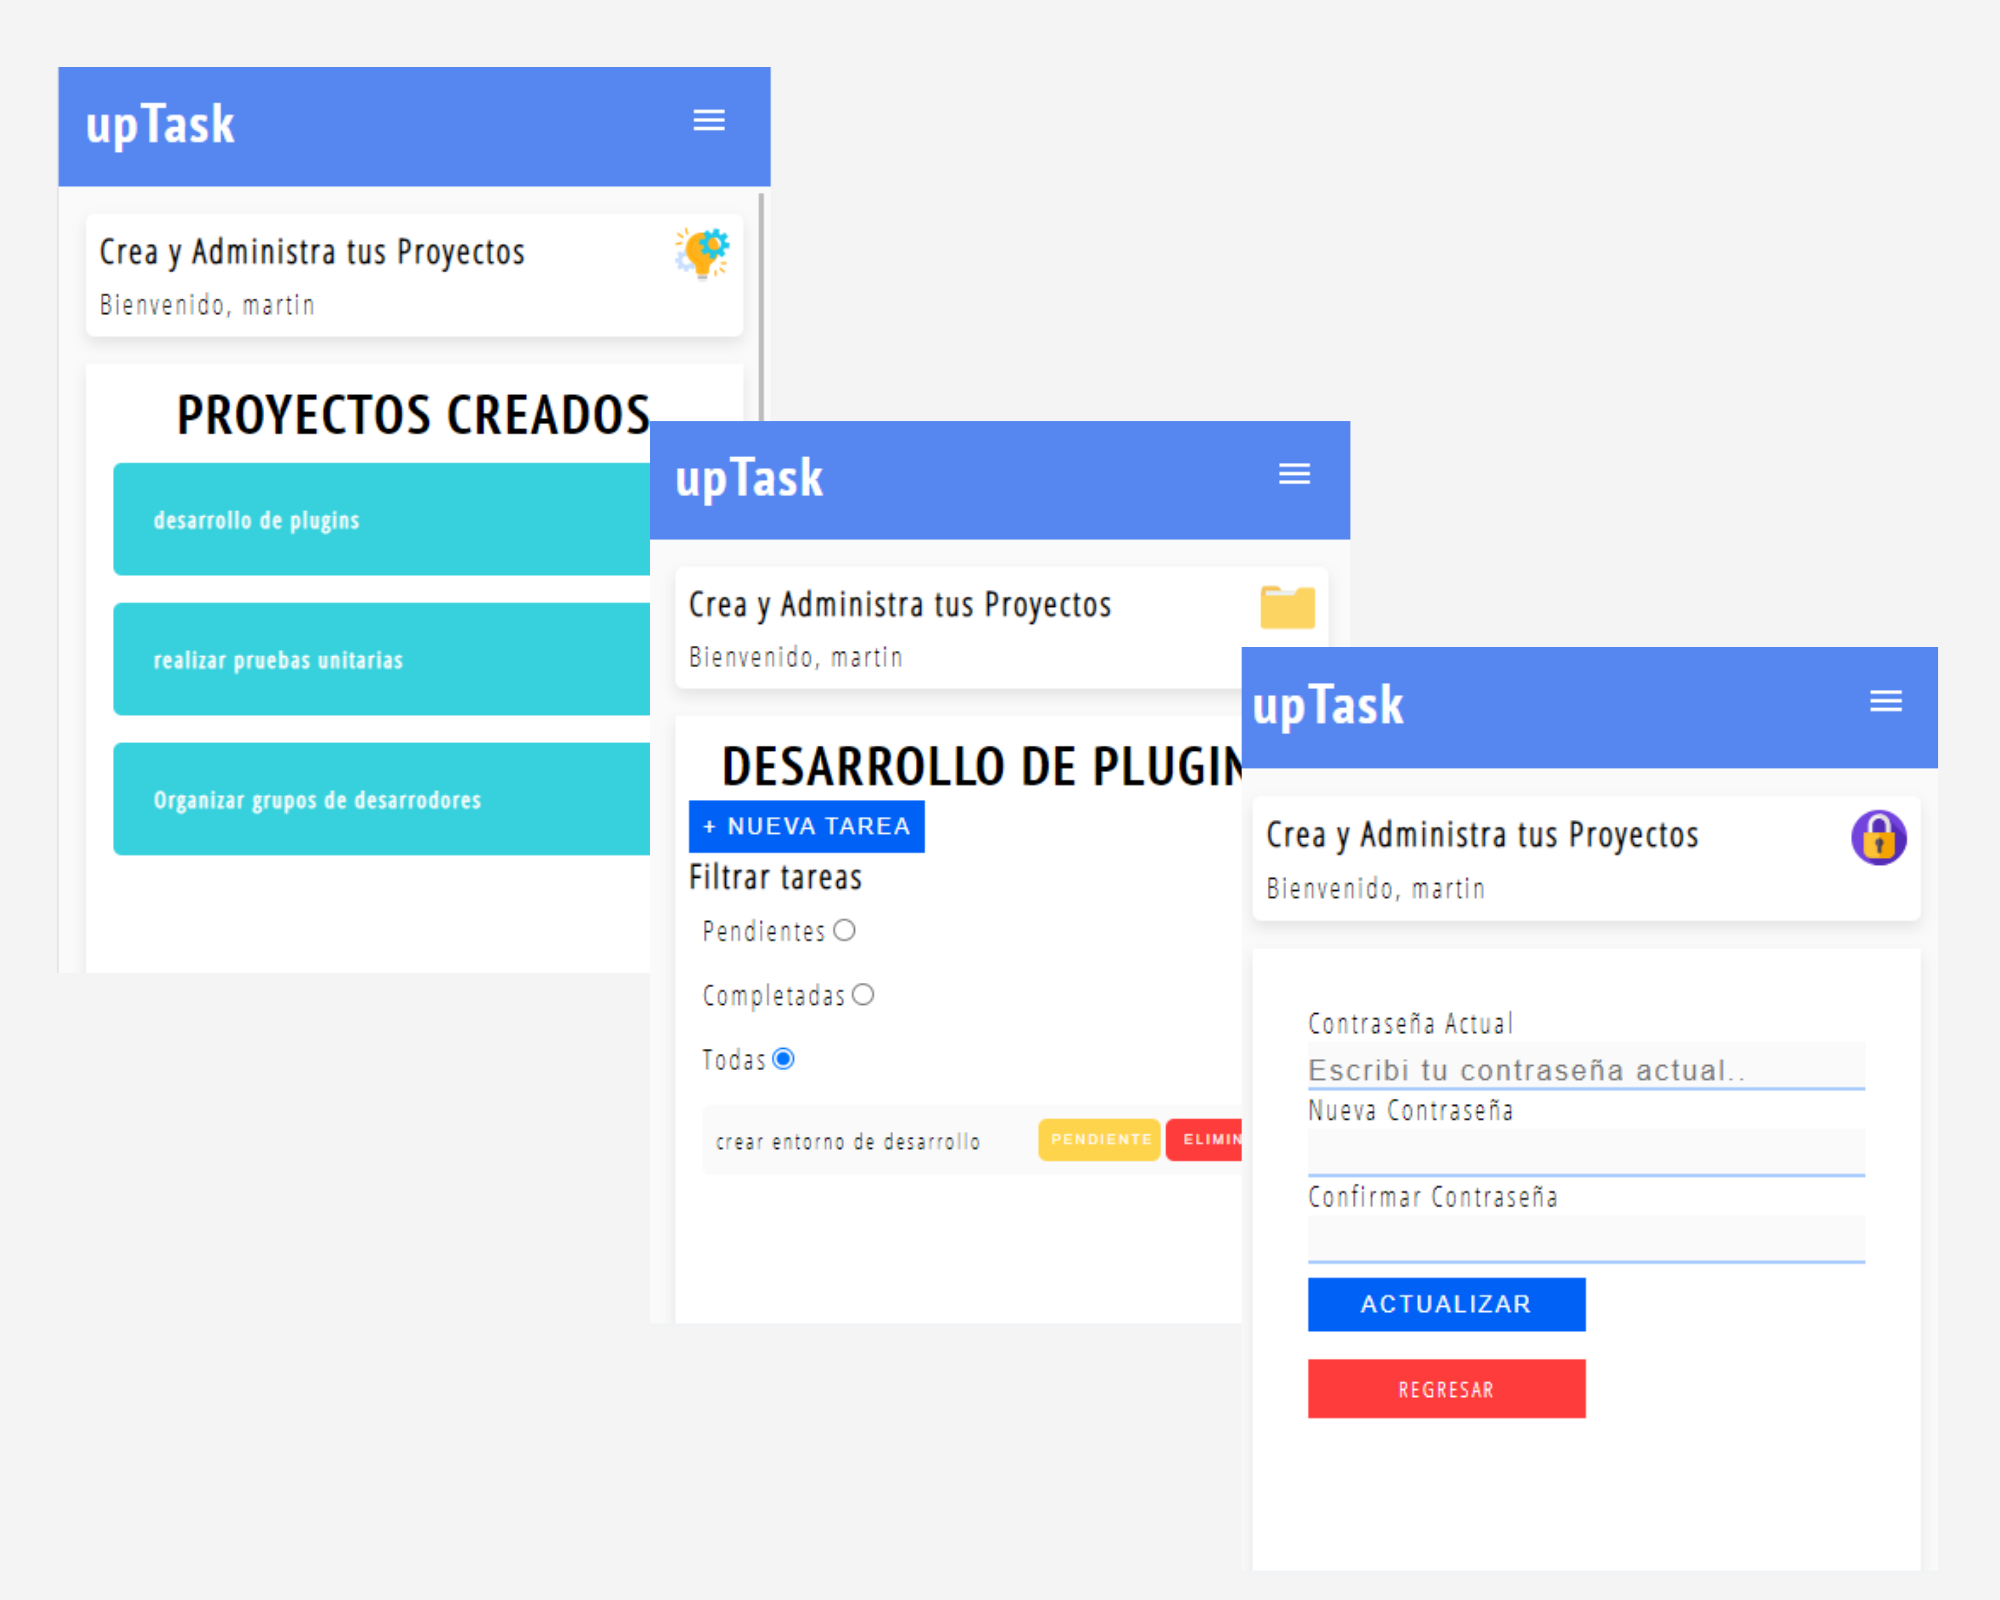 upTask
Crea y Administra tus Proyectos
Bienvenido, martin
PROYECTOS CREADOS
desarrollo de plugins
realizar pruebas unitarias
Organizar grupos de desarrodores
upTask
Crea y Administra tus Proyectos
Bienvenido, martin
DESARROLLO DE PLUGIN
+ NUEVA TAREA
Filtrar tareas
Pendientes
Completadas
Todas
crear entorno de desarrollo PENDIENTE ELIMIN
upTask
Crea y Administra tus Proyectos
Bienvenido, martin
Contraseña Actual
Escribi tu contraseña actual..
Nueva Contraseña
Confirmar Contraseña
ACTUALIZAR
REGRESAR